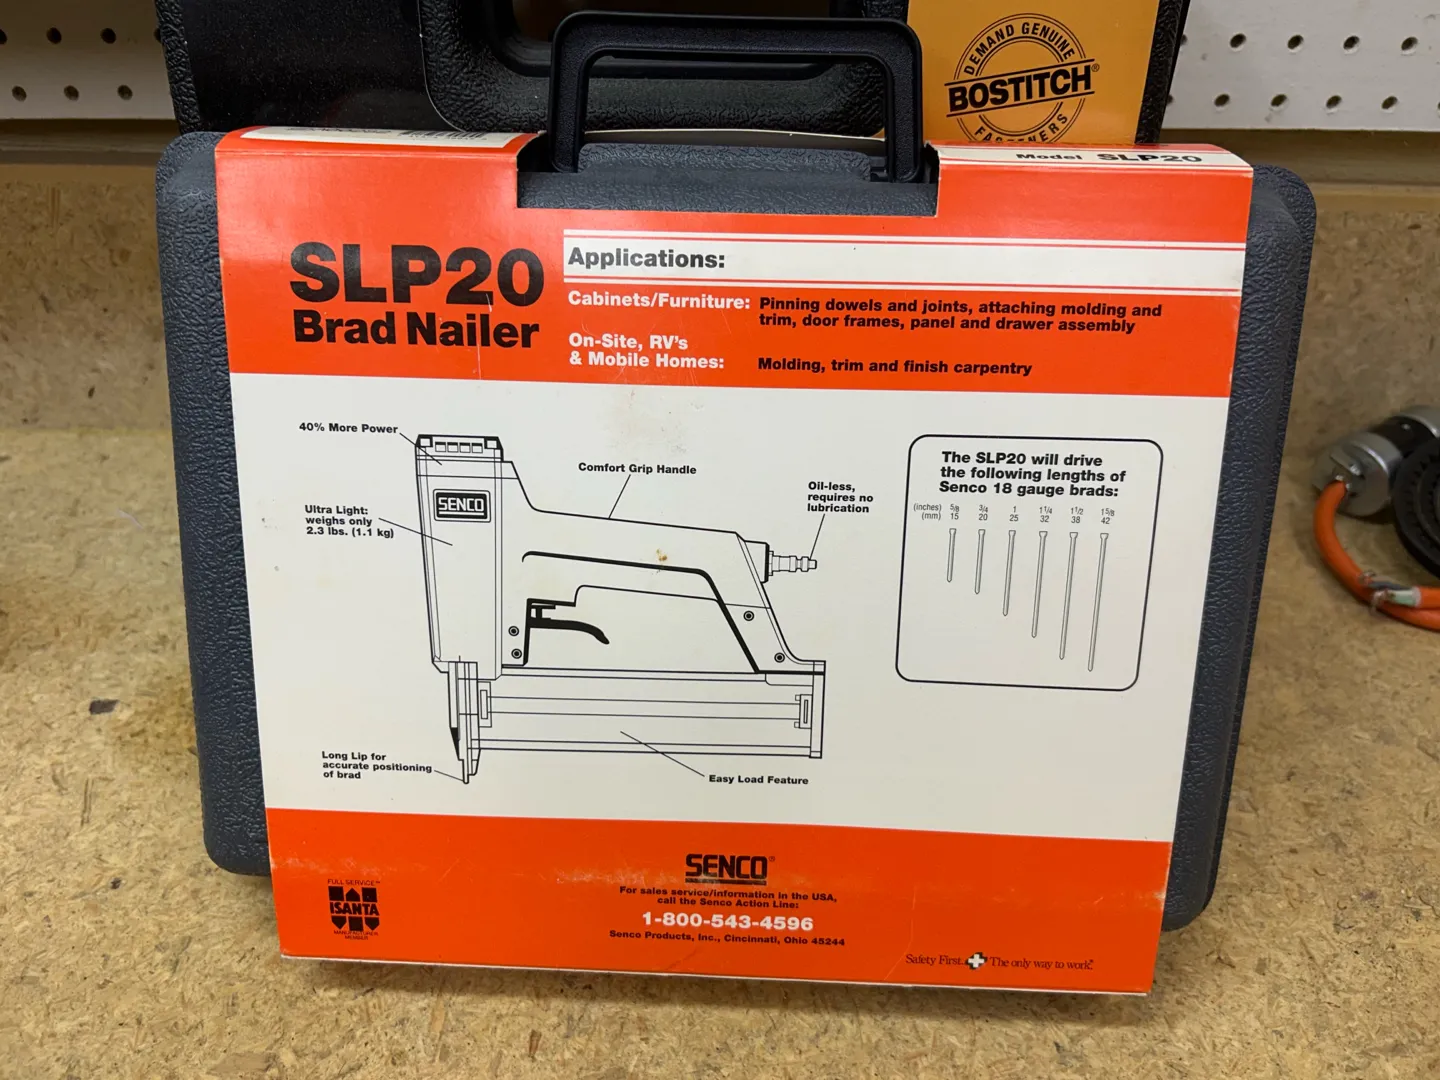 DEMAND GENUINE
BOSTITCH®
FASTENERS
Model SLP20
SLP20
Brad Nailer
Applications:
Cabinets/Furniture: Pinning dowels and joints, attaching molding and
trim, door frames, panel and drawer assembly
On-Site, RV's
& Mobile Homes: Molding, trim and finish carpentry
40% More Power
SENCO
Ultra Light:
weighs only
2.3 lbs. (1.1 kg)
Comfort Grip Handle
Oil-less,
requires no
lubrication
Long Lip for
accurate positioning
of brad
Easy Load Feature
The SLP20 will drive
the following lengths of
Senco 18 gauge brads:
(inches) 5/8 3/4 1 1 1/4 1 1/2 1 5/8
(mm) 15 20 25 32 38 42
FULL SERVICE™
ISANTA
MANUFACTURER
MEMBER
SENCO®
For sales service/information in the USA,
call the Senco Action Line:
1-800-543-4596
Senco Products, Inc., Cincinnati, Ohio 45244
Safety First. The only way to work.